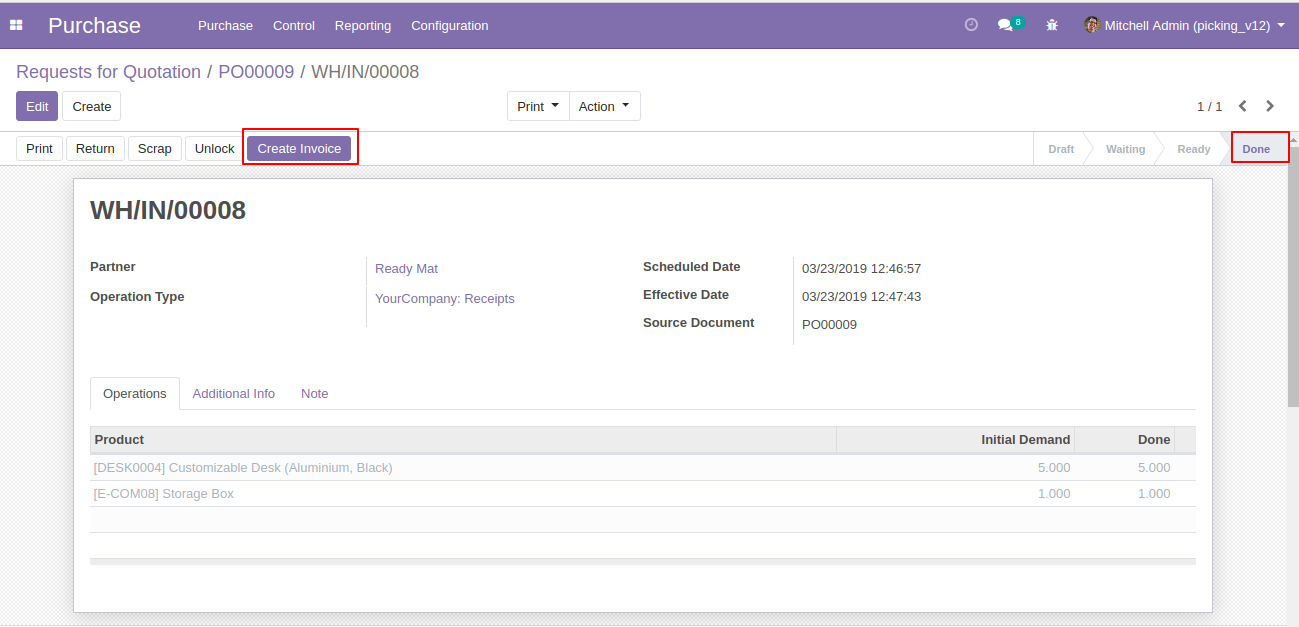 Purchase Purchase Control Reporting Configuration 8 Mitchell Admin (picking_v12)
Requests for Quotation / PO00009 / WH/IN/00008
Edit Create Print Action 1 / 1
Print Return Scrap Unlock Create Invoice Draft Waiting Ready Done
WH/IN/00008
Partner Ready Mat Scheduled Date 03/23/2019 12:46:57
Operation Type YourCompany: Receipts Effective Date 03/23/2019 12:47:43
Source Document PO00009
Operations Additional Info Note
Product Initial Demand Done
[DESK0004] Customizable Desk (Aluminium, Black) 5.000 5.000
[E-COM08] Storage Box 1.000 1.000